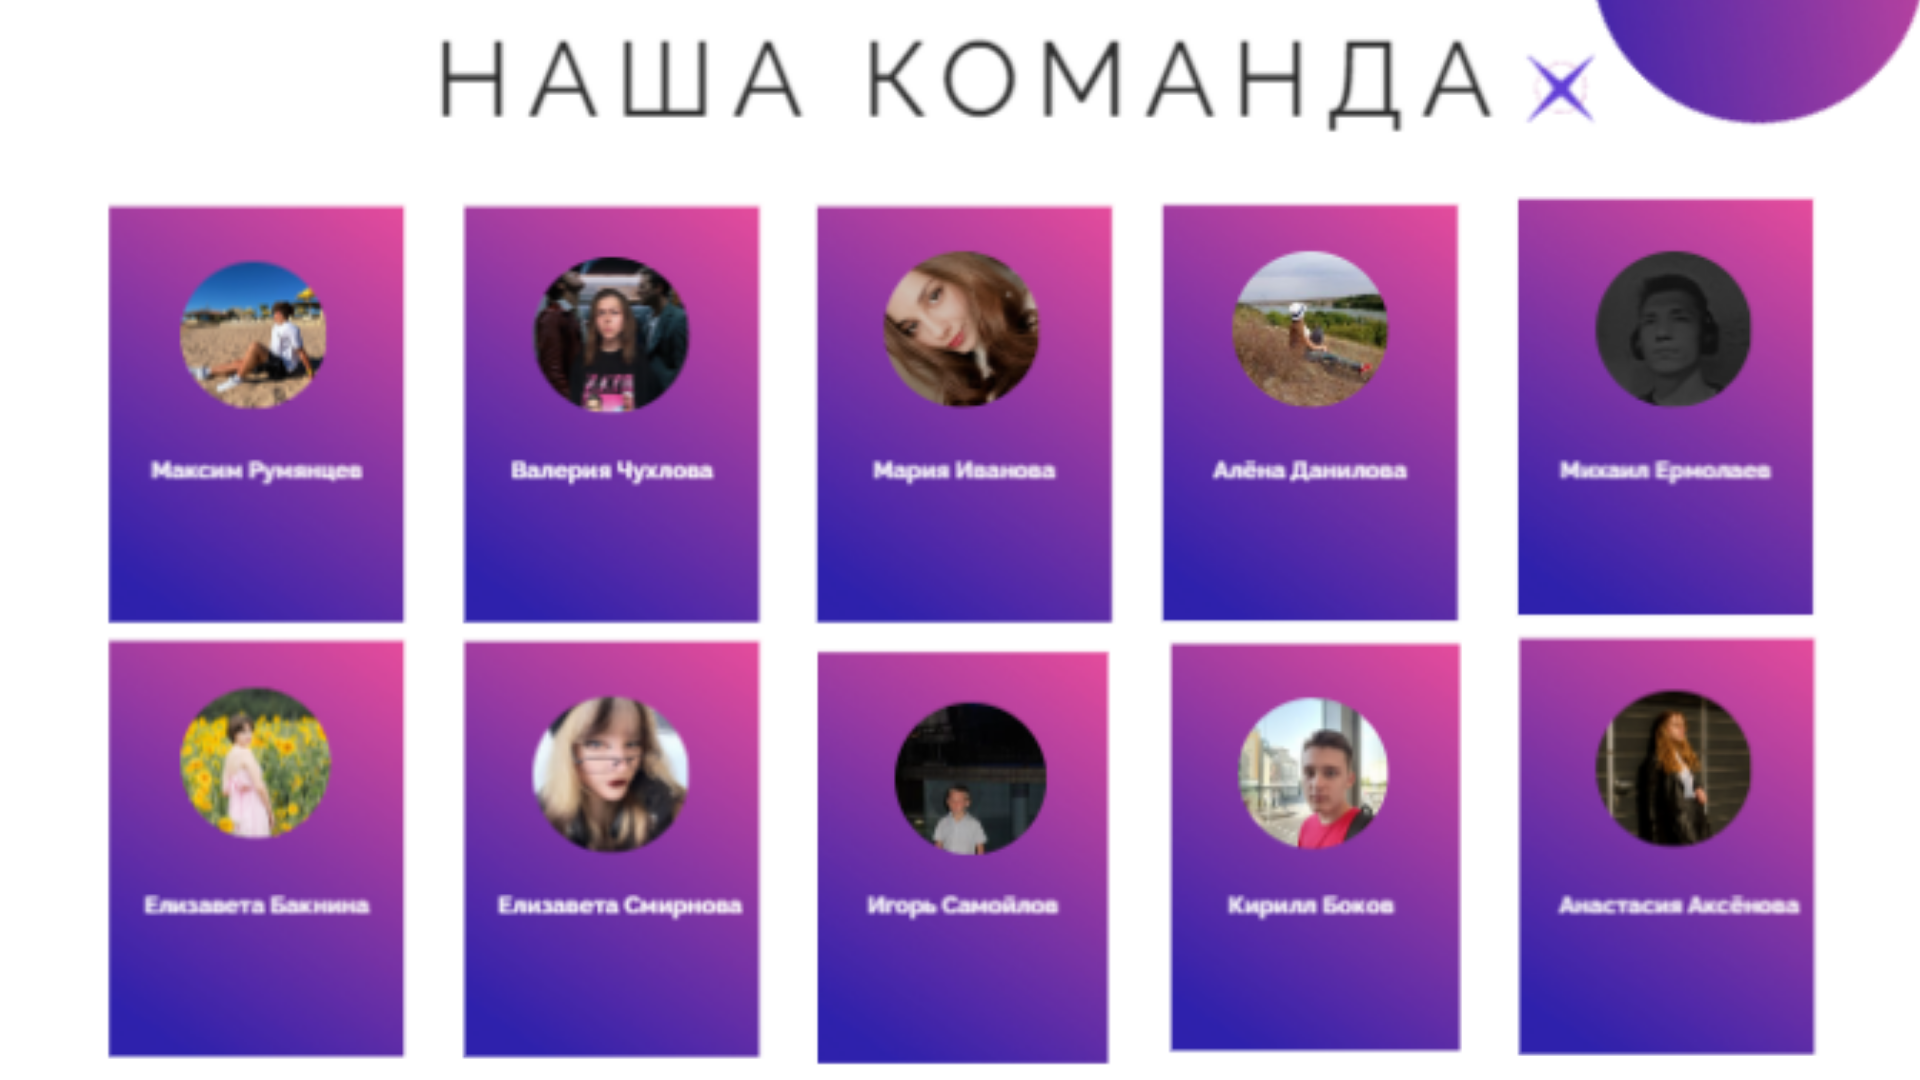 НАША КОМАНДА
Максим Румянцев
Валерия Чухлова
Мария Иванова
Алёна Данилова
Михаил Ермолаев
Елизавета Бакнина
Елизавета Смирнова
Игорь Самойлов
Кирилл Боков
Анастасия Аксёнова